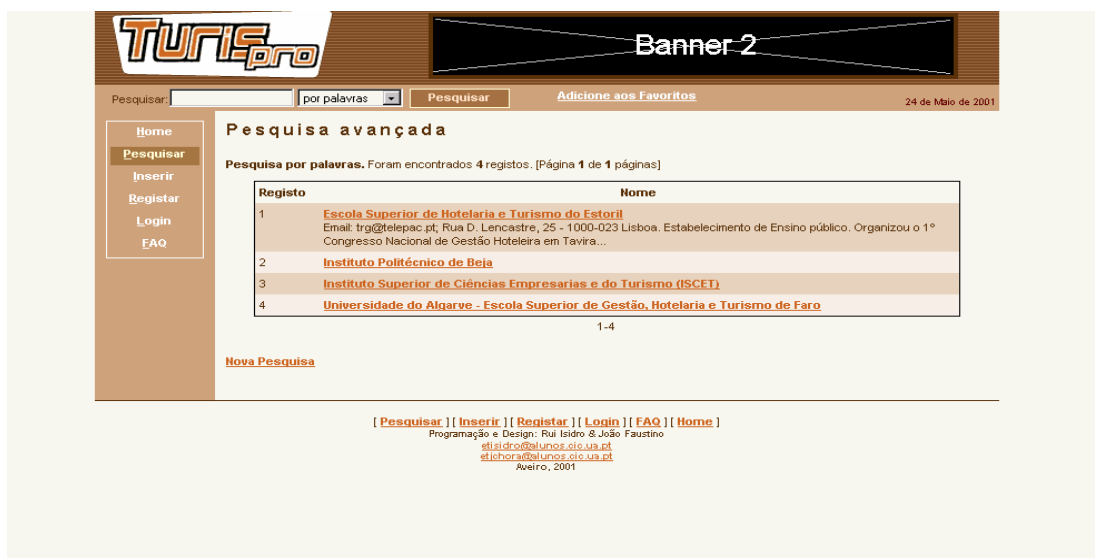 Turispro
Banner 2
Pesquisar: por palavras Pesquisar Adicione aos Favoritos 24 de Maio de 2001
Home
Pesquisar
Inserir
Registar
Login
FAQ
Pesquisa avançada
Pesquisa por palavras. Foram encontrados 4 registos. [Página 1 de 1 páginas]
Registo Nome
1 Escola Superior de Hotelaria e Turismo do Estoril
Email: trg@telepac.pt; Rua D. Lencastre, 25 - 1000-023 Lisboa. Estabelecimento de Ensino público. Organizou o 1º
Congresso Nacional de Gestão Hoteleira em Tavira...
2 Instituto Politécnico de Beja
3 Instituto Superior de Ciências Empresarias e do Turismo (ISCET)
4 Universidade do Algarve - Escola Superior de Gestão, Hotelaria e Turismo de Faro
1-4
Nova Pesquisa
[ Pesquisar ] [ Inserir ] [ Registar ] [ Login ] [ FAQ ] [ Home ]
Programação e Design: Rui Isidro & João Faustino
etisidro@alunos.cic.ua.pt
etjchora@alunos.cic.ua.pt
Aveiro, 2001